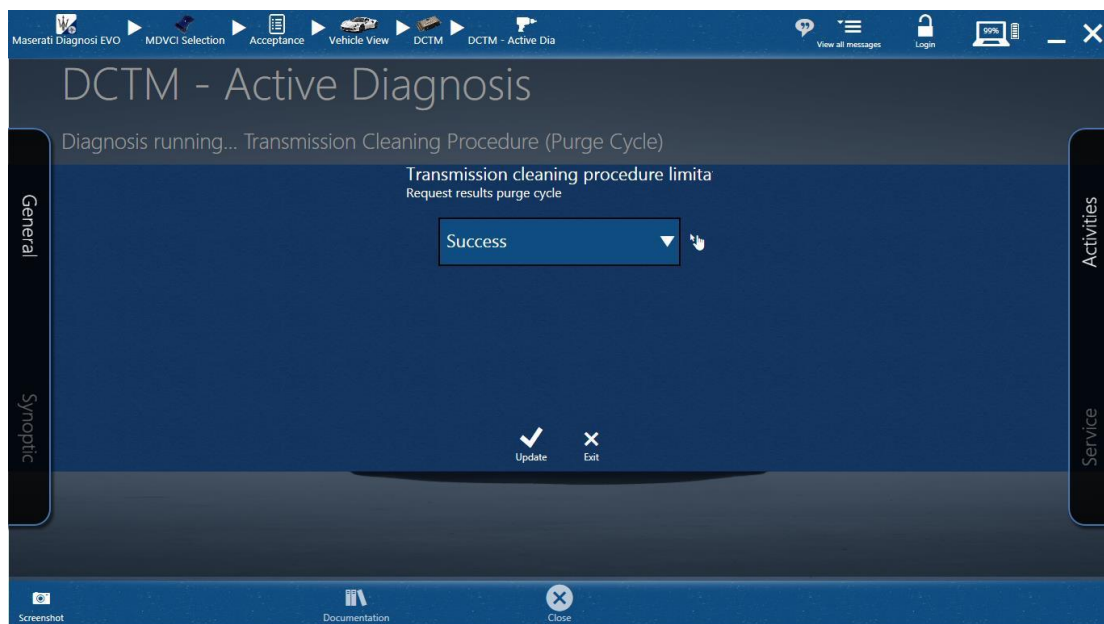 Maserati Diagnosi EVO
MDVCI Selection
Acceptance
Vehicle View
DCTM
DCTM - Active Dia
View all messages
Login
99%
DCTM - Active Diagnosis
Diagnosis running... Transmission Cleaning Procedure (Purge Cycle)
Transmission cleaning procedure limita
Request results purge cycle
General
Success
Activities
Synoptic
Service
Update
Exit
Screenshot
Documentation
Close